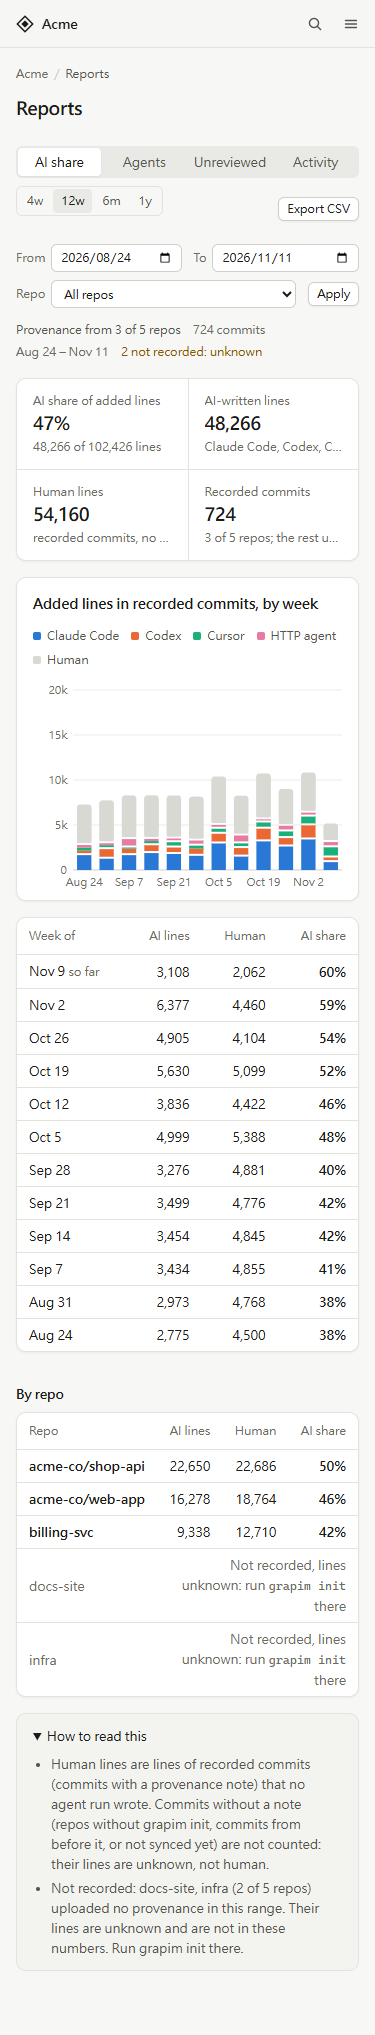 Acme
Acme / Reports
Reports
AI share Agents Unreviewed Activity
4w 12w 6m 1y
Export CSV
From 2026/08/24 To 2026/11/11
Repo All repos Apply
Provenance from 3 of 5 repos 724 commits
Aug 24 – Nov 11 2 not recorded: unknown
AI share of added lines
47%
48,266 of 102,426 lines
AI-written lines
48,266
Claude Code, Codex, C...
Human lines
54,160
recorded commits, no ...
Recorded commits
724
3 of 5 repos; the rest u...
Added lines in recorded commits, by week
Claude Code Codex Cursor HTTP agent
Human
20k
15k
10k
5k
0
Aug 24 Sep 7 Sep 21 Oct 5 Oct 19 Nov 2
Week of AI lines Human AI share
Nov 9 so far 3,108 2,062 60%
Nov 2 6,377 4,460 59%
Oct 26 4,905 4,104 54%
Oct 19 5,630 5,099 52%
Oct 12 3,836 4,422 46%
Oct 5 4,999 5,388 48%
Sep 28 3,276 4,881 40%
Sep 21 3,499 4,776 42%
Sep 14 3,454 4,845 42%
Sep 7 3,434 4,855 41%
Aug 31 2,973 4,768 38%
Aug 24 2,775 4,500 38%
By repo
Repo AI lines Human AI share
acme-co/shop-api 22,650 22,686 50%
acme-co/web-app 16,278 18,764 46%
billing-svc 9,338 12,710 42%
docs-site
Not recorded, lines
unknown: run grapim init
there
infra
Not recorded, lines
unknown: run grapim init
there
How to read this
• Human lines are lines of recorded commits
(commits with a provenance note) that no
agent run wrote. Commits without a note
(repos without grapim init, commits from
before it, or not synced yet) are not counted:
their lines are unknown, not human.
• Not recorded: docs-site, infra (2 of 5 repos)
uploaded no provenance in this range. Their
lines are unknown and are not in these
numbers. Run grapim init there.